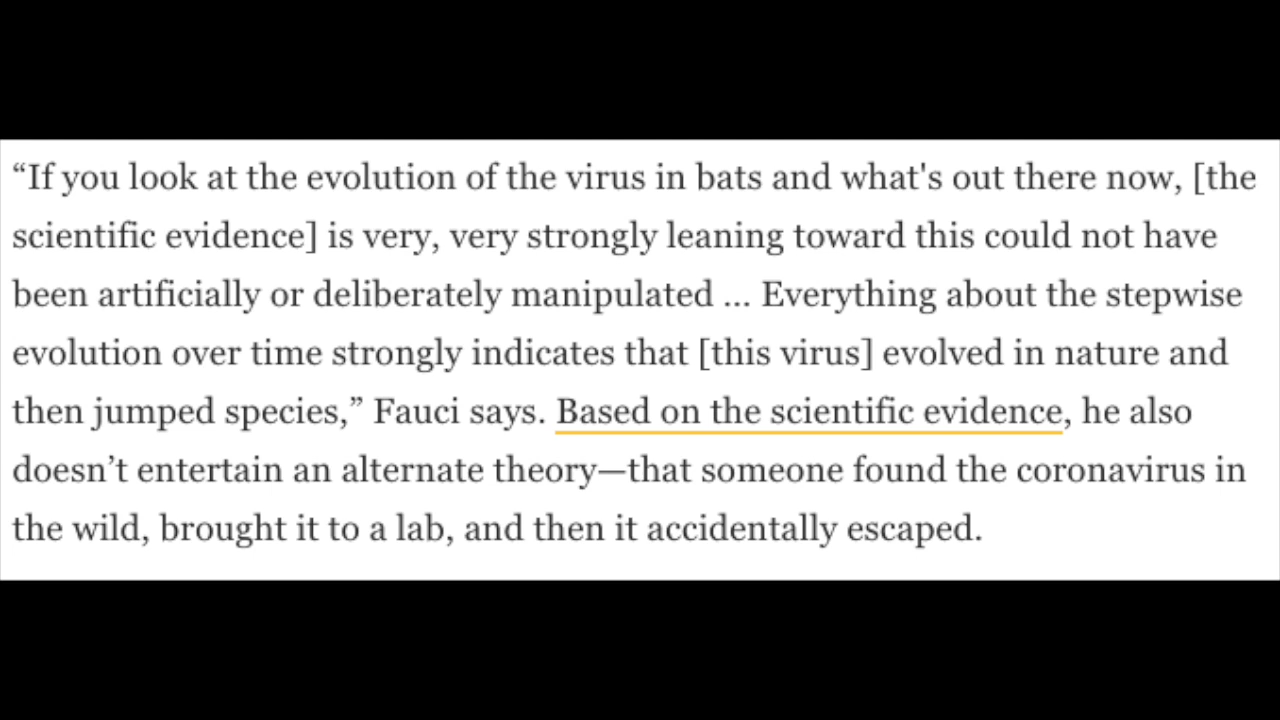 “If you look at the evolution of the virus in bats and what's out there now, [the
scientific evidence] is very, very strongly leaning toward this could not have
been artificially or deliberately manipulated ... Everything about the stepwise
evolution over time strongly indicates that [this virus] evolved in nature and
then jumped species,” Fauci says. Based on the scientific evidence, he also
doesn’t entertain an alternate theory—that someone found the coronavirus in
the wild, brought it to a lab, and then it accidentally escaped.